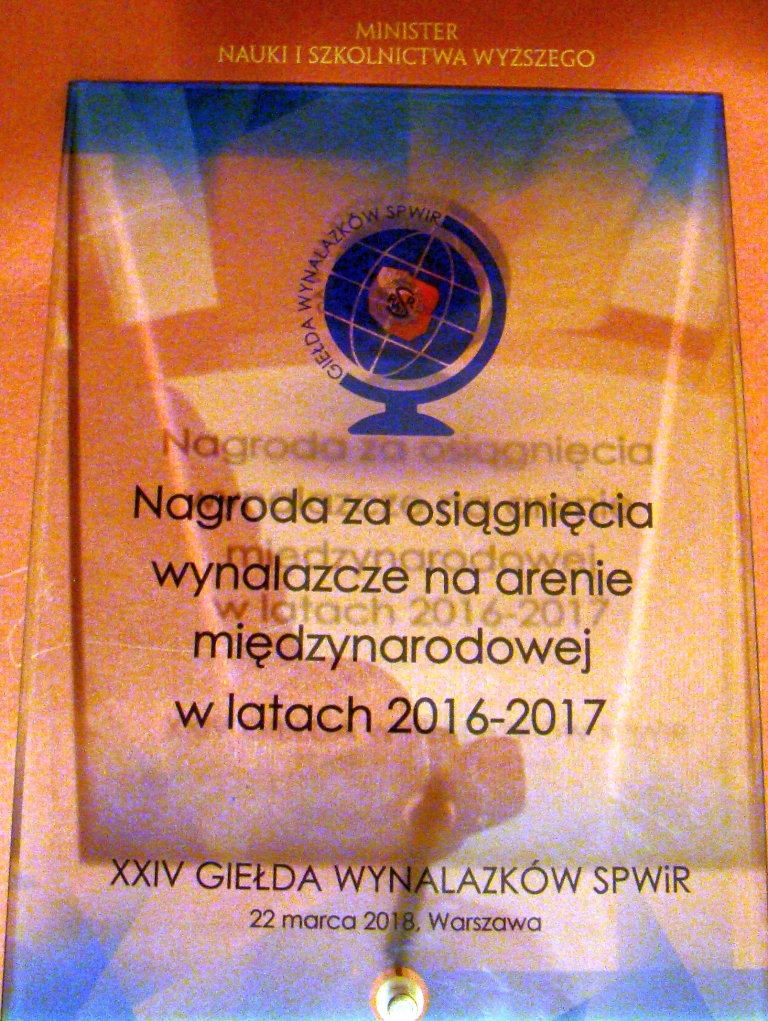 MINISTER
NAUKI I SZKOLNICTWA WYŻSZEGO
GIEŁDA WYNALAZKÓW SPWiR
Nagroda za osiągnięcia
wynalazcze na arenie
międzynarodowej
w latach 2016-2017
XXIV GIEŁDA WYNALAZKÓW SPWiR
22 marca 2018, Warszawa